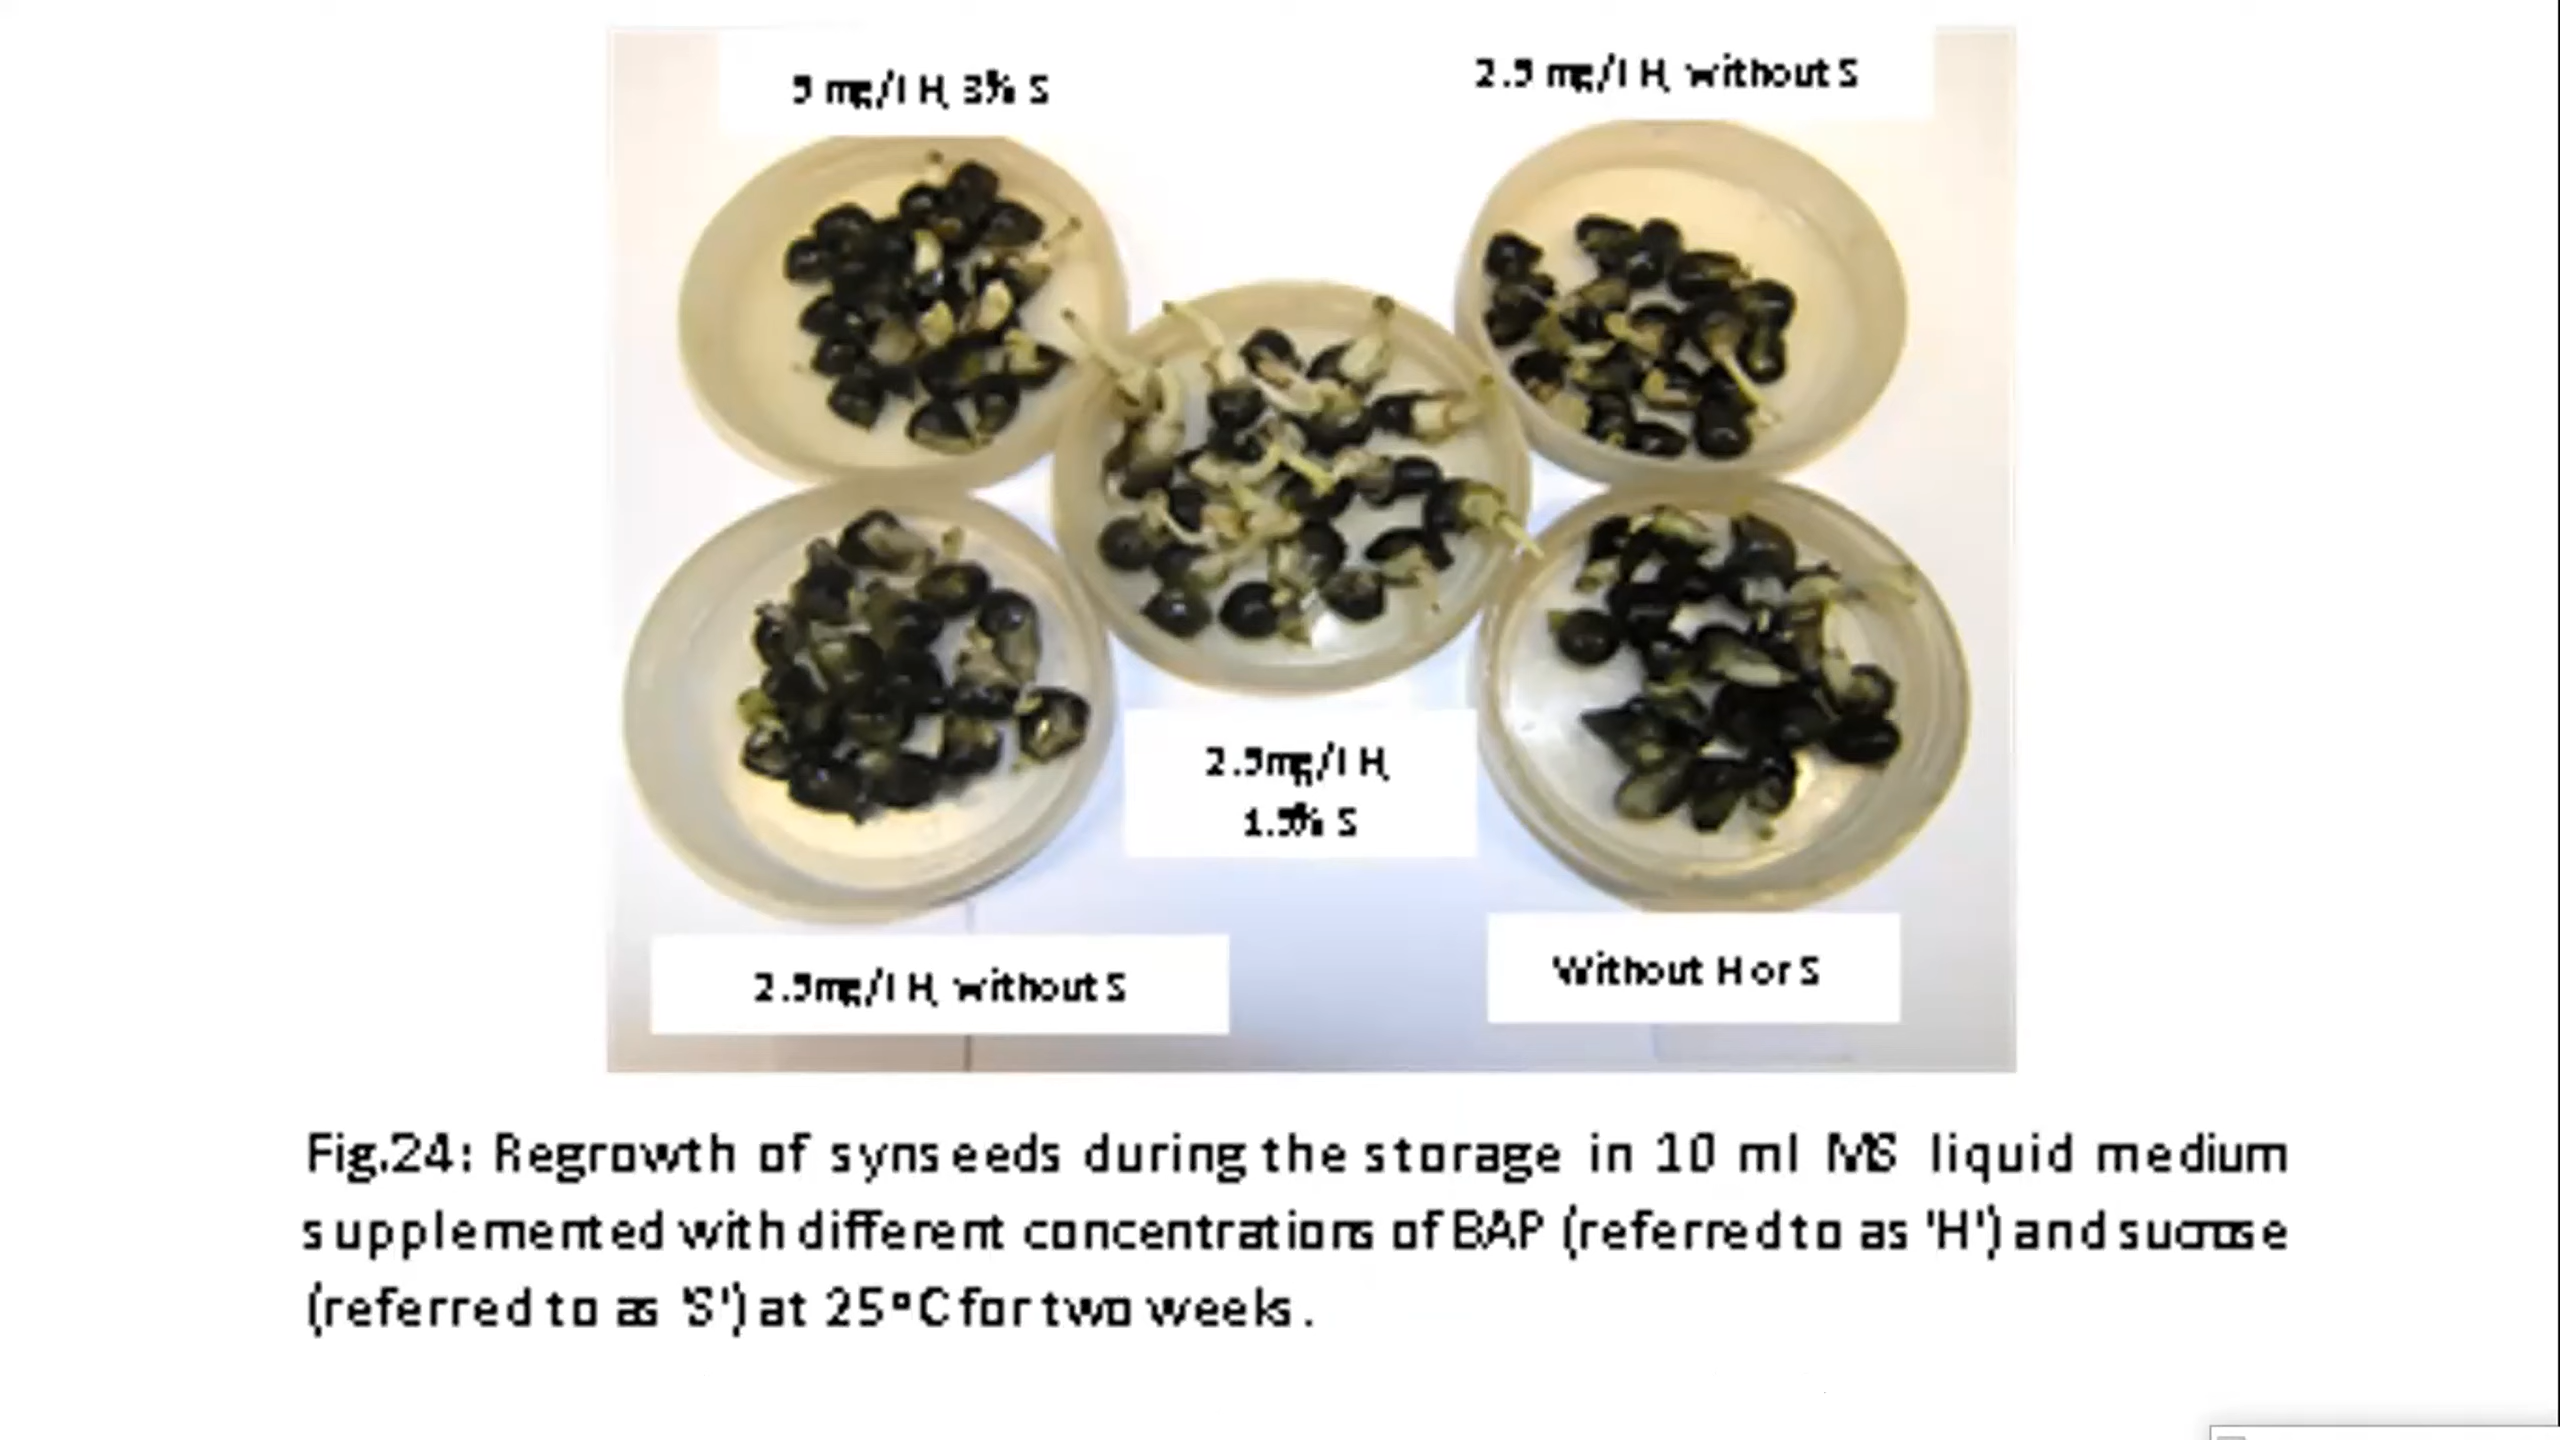 5 mg/l H, 3% S
2.5 mg/l H, without S
2.5mg/l H,
1.5% S
2.5mg/l H, without S
Without H or S
Fig.24: Regrowth of synseeds during the storage in 10 ml MS liquid medium
supplemented with different concentrations of BAP (referred to as 'H') and sucrose
(referred to as 'S') at 25°C for two weeks.